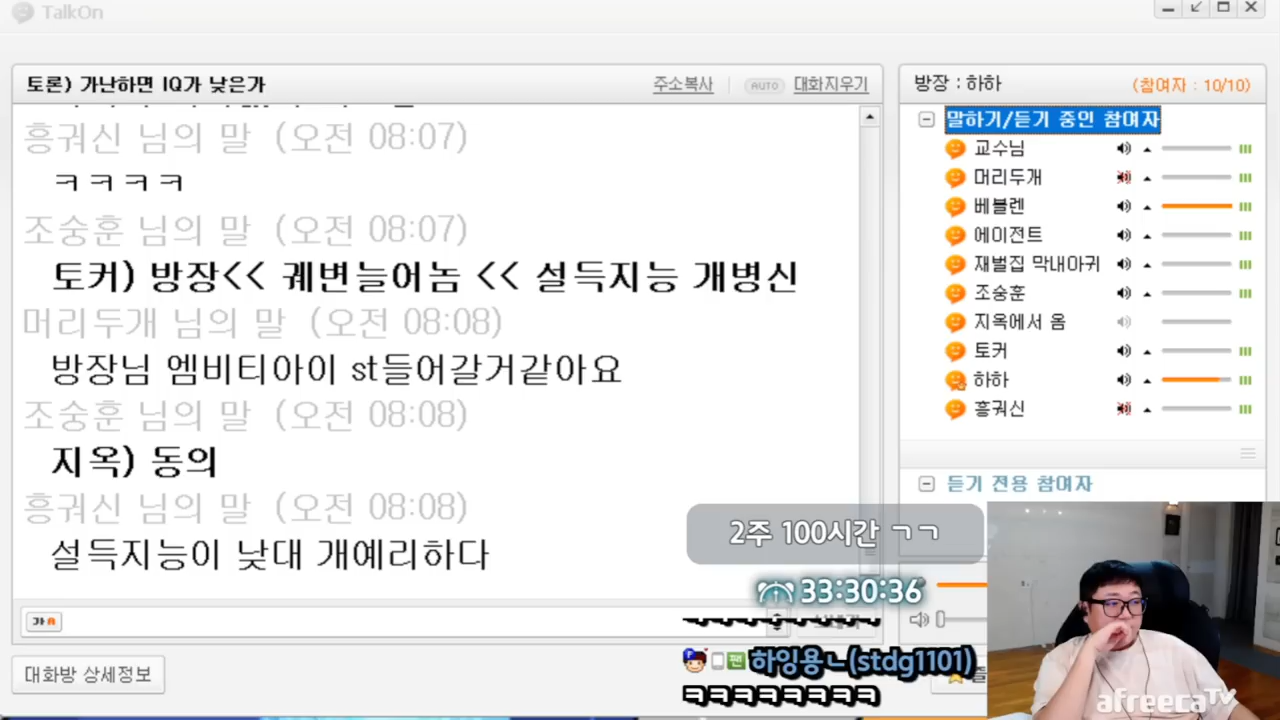 TalkOn
토론) 가난하면 IQ가 낮은가
주소복사
AUTO
대화지우기
흥궈신 님의 말 (오전 08:07)
ㅋㅋㅋㅋ
조숭훈 님의 말 (오전 08:07)
토커) 방장<< 궤변늘어놈 << 설득지능 개병신
머리두개 님의 말 (오전 08:08)
방장님 엠비티아이 st들어갈거같아요
조숭훈 님의 말 (오전 08:08)
지옥) 동의
흥궈신 님의 말 (오전 08:08)
설득지능이 낮대 개예리하다
가
대화방 상세정보
방장 : 하하
(참여자 : 10/10)
말하기/듣기 중인 참여자
교수님
머리두개
베블렌
에이전트
재벌집 막내아귀
조숭훈
지옥에서 옴
토커
하하
흥궈신
듣기 전용 참여자
2주 100시간 ㄱㄱ
33:30:36
팬
하잉용ㄴ(stdg1101)
ㅋㅋㅋㅋㅋㅋㅋㅋ
afreecaTV